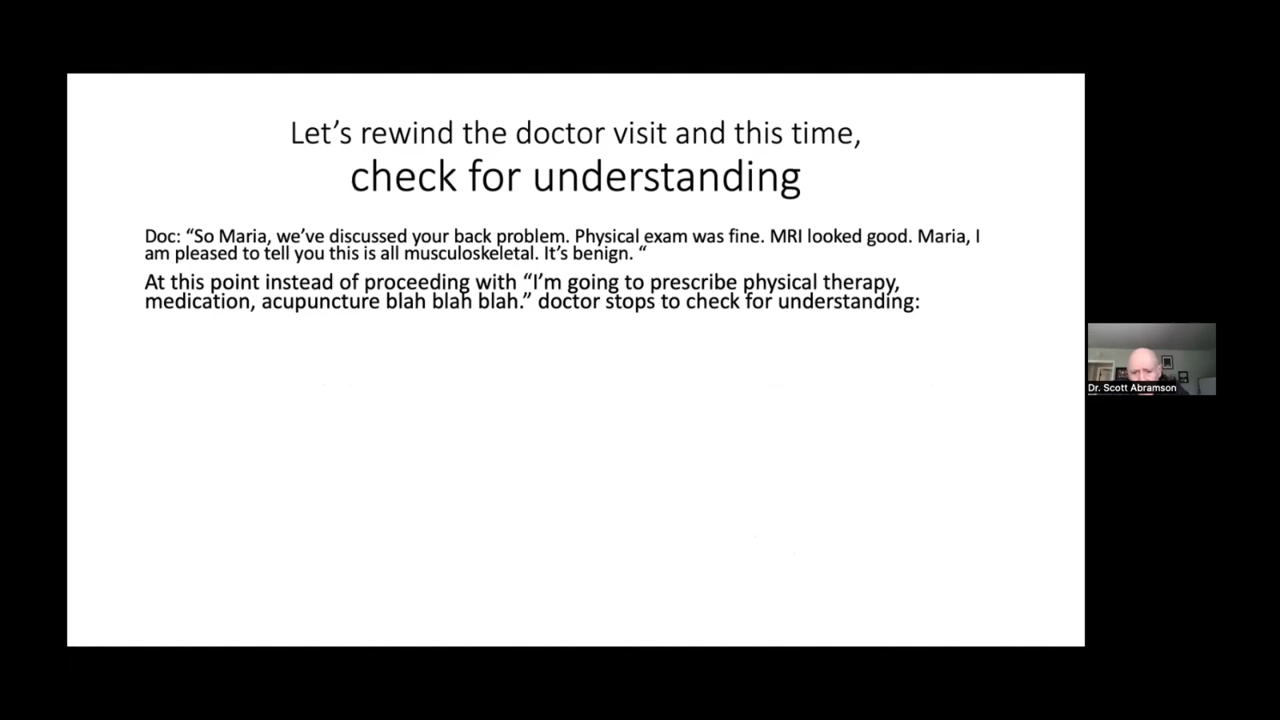 Let’s rewind the doctor visit and this time,
check for understanding
Doc: “So Maria, we’ve discussed your back problem. Physical exam was fine. MRI looked good. Maria, I
am pleased to tell you this is all musculoskeletal. It’s benign. “
At this point instead of proceeding with “I’m going to prescribe physical therapy,
medication, acupuncture blah blah blah.” doctor stops to check for understanding:
Dr. Scott Abramson